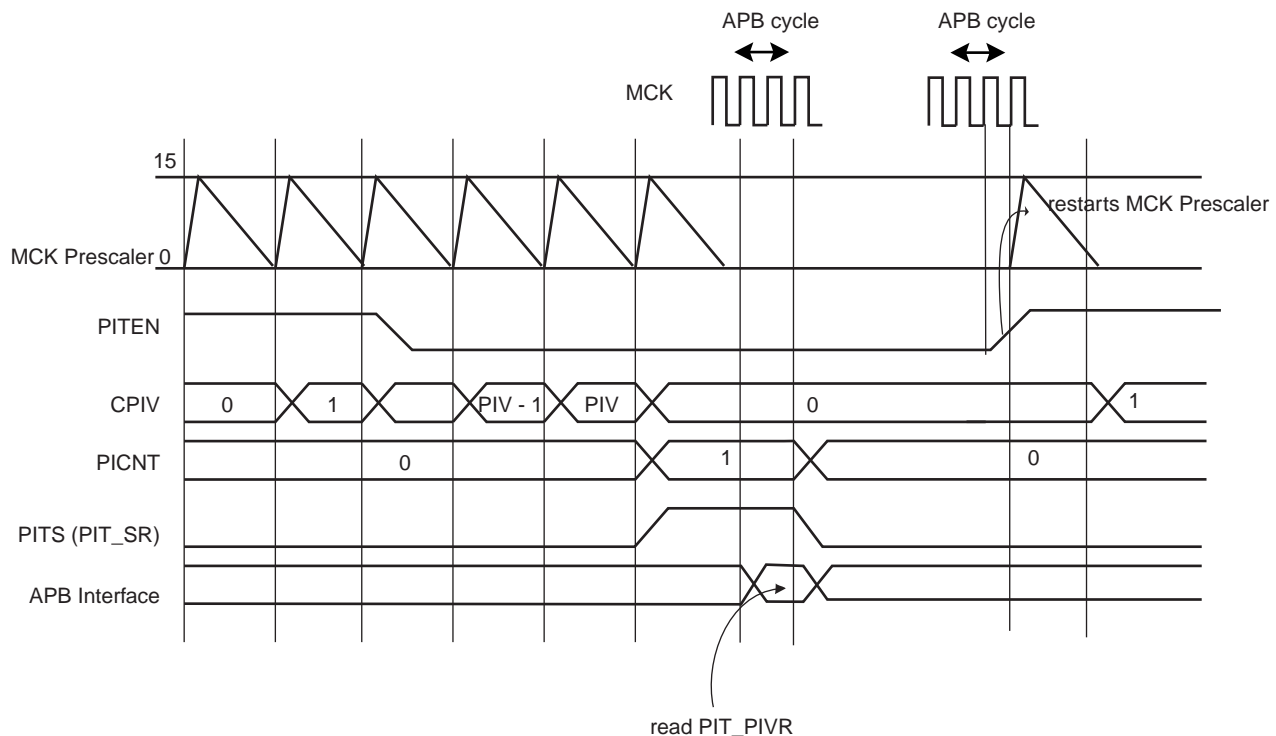 APB cycle
APB cycle
MCK
15
restarts MCK Prescaler
MCK Prescaler 0
PITEN
CPIV
0
1
PIV - 1
PIV
0
1
PICNT
0
1
0
PITS (PIT_SR)
APB Interface
read PIT_PIVR